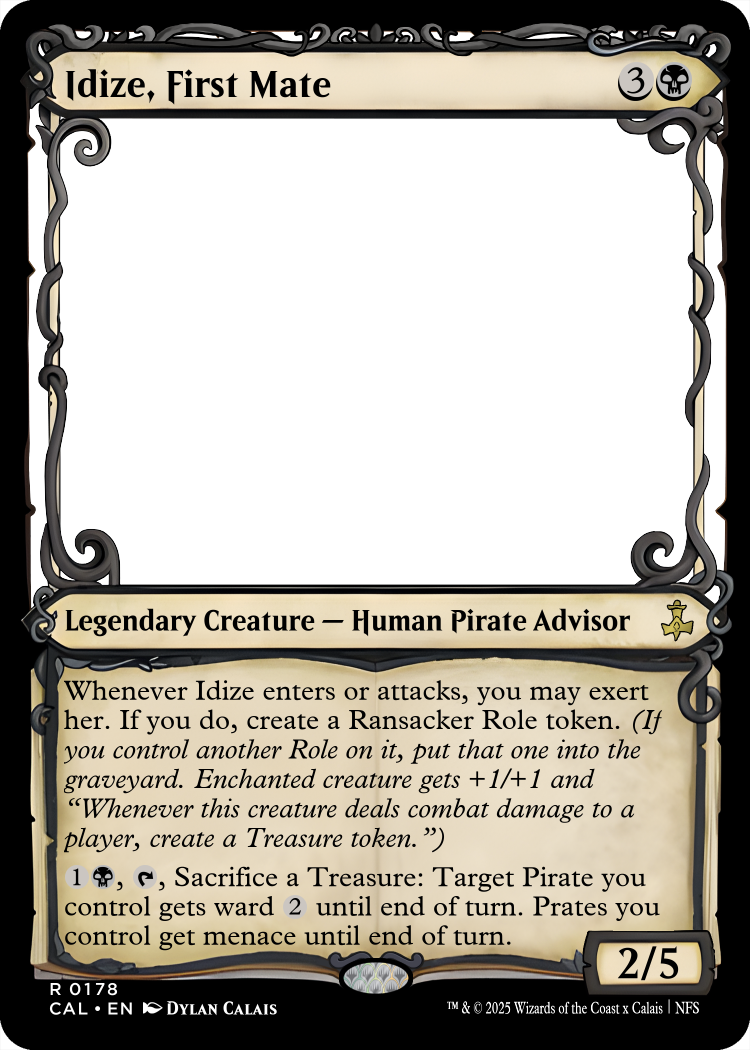 Idize, First Mate
3
Legendary Creature — Human Pirate Advisor
Whenever Idize enters or attacks, you may exert
her. If you do, create a Ransacker Role token. (If
you control another Role on it, put that one into the
graveyard. Enchanted creature gets +1/+1 and
“Whenever this creature deals combat damage to a
player, create a Treasure token.”)
1, , Sacrifice a Treasure: Target Pirate you
control gets ward 2 until end of turn. Prates you
control get menace until end of turn.
2/5
R 0178
CAL • EN DYLAN CALAIS
™ & © 2025 Wizards of the Coast x Calais | NFS